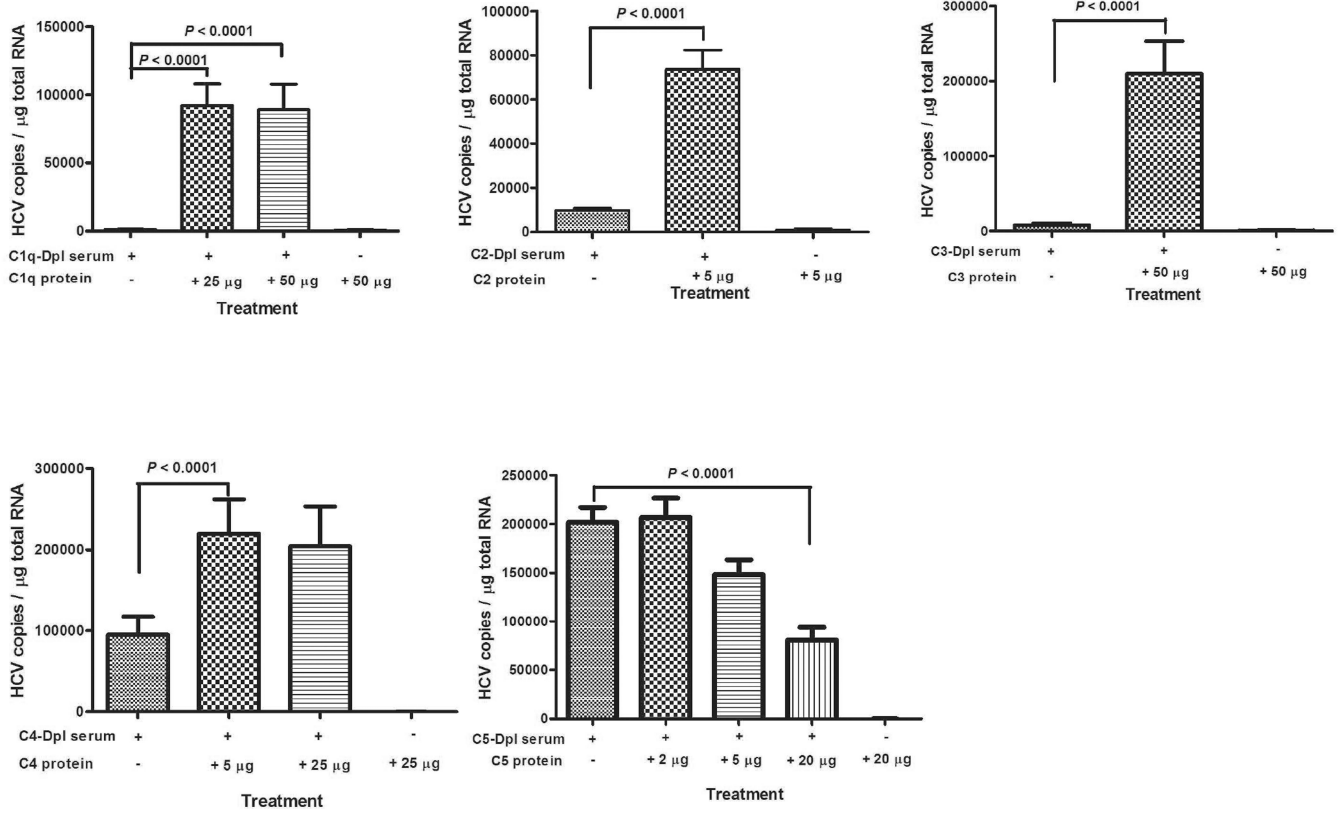 HCV copies / μg total RNA
150000
100000
50000
0
P < 0.0001
P < 0.0001
C1q-Dpl serum + + + -
C1q protein - + 25 μg + 50 μg + 50 μg
Treatment
HCV copies / μg total RNA
100000
80000
60000
40000
20000
0
P < 0.0001
C2-Dpl serum + + -
C2 protein - + 5 μg + 5 μg
Treatment
HCV copies / μg total RNA
300000
200000
100000
0
P < 0.0001
C3-Dpl serum + + -
C3 protein - + 50 μg + 50 μg
Treatment
HCV copies / μg total RNA
300000
200000
100000
0
P < 0.0001
C4-Dpl serum + + + -
C4 protein - + 5 μg + 25 μg + 25 μg
Treatment
HCV copies / μg total RNA
250000
200000
150000
100000
50000
0
P < 0.0001
C5-Dpl serum + + + + -
C5 protein - + 2 μg + 5 μg + 20 μg + 20 μg
Treatment